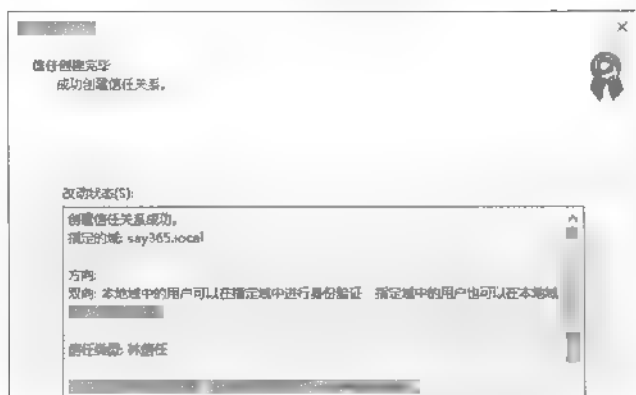 信任创建完毕
成功创建信任关系。
改动状态(S):
创建信任关系成功。
指定的域: say365.local
方向:
双向: 本地域中的用户可以在指定域中进行身份验证 指定域中的用户也可以在本地域
信任类型: 林信任